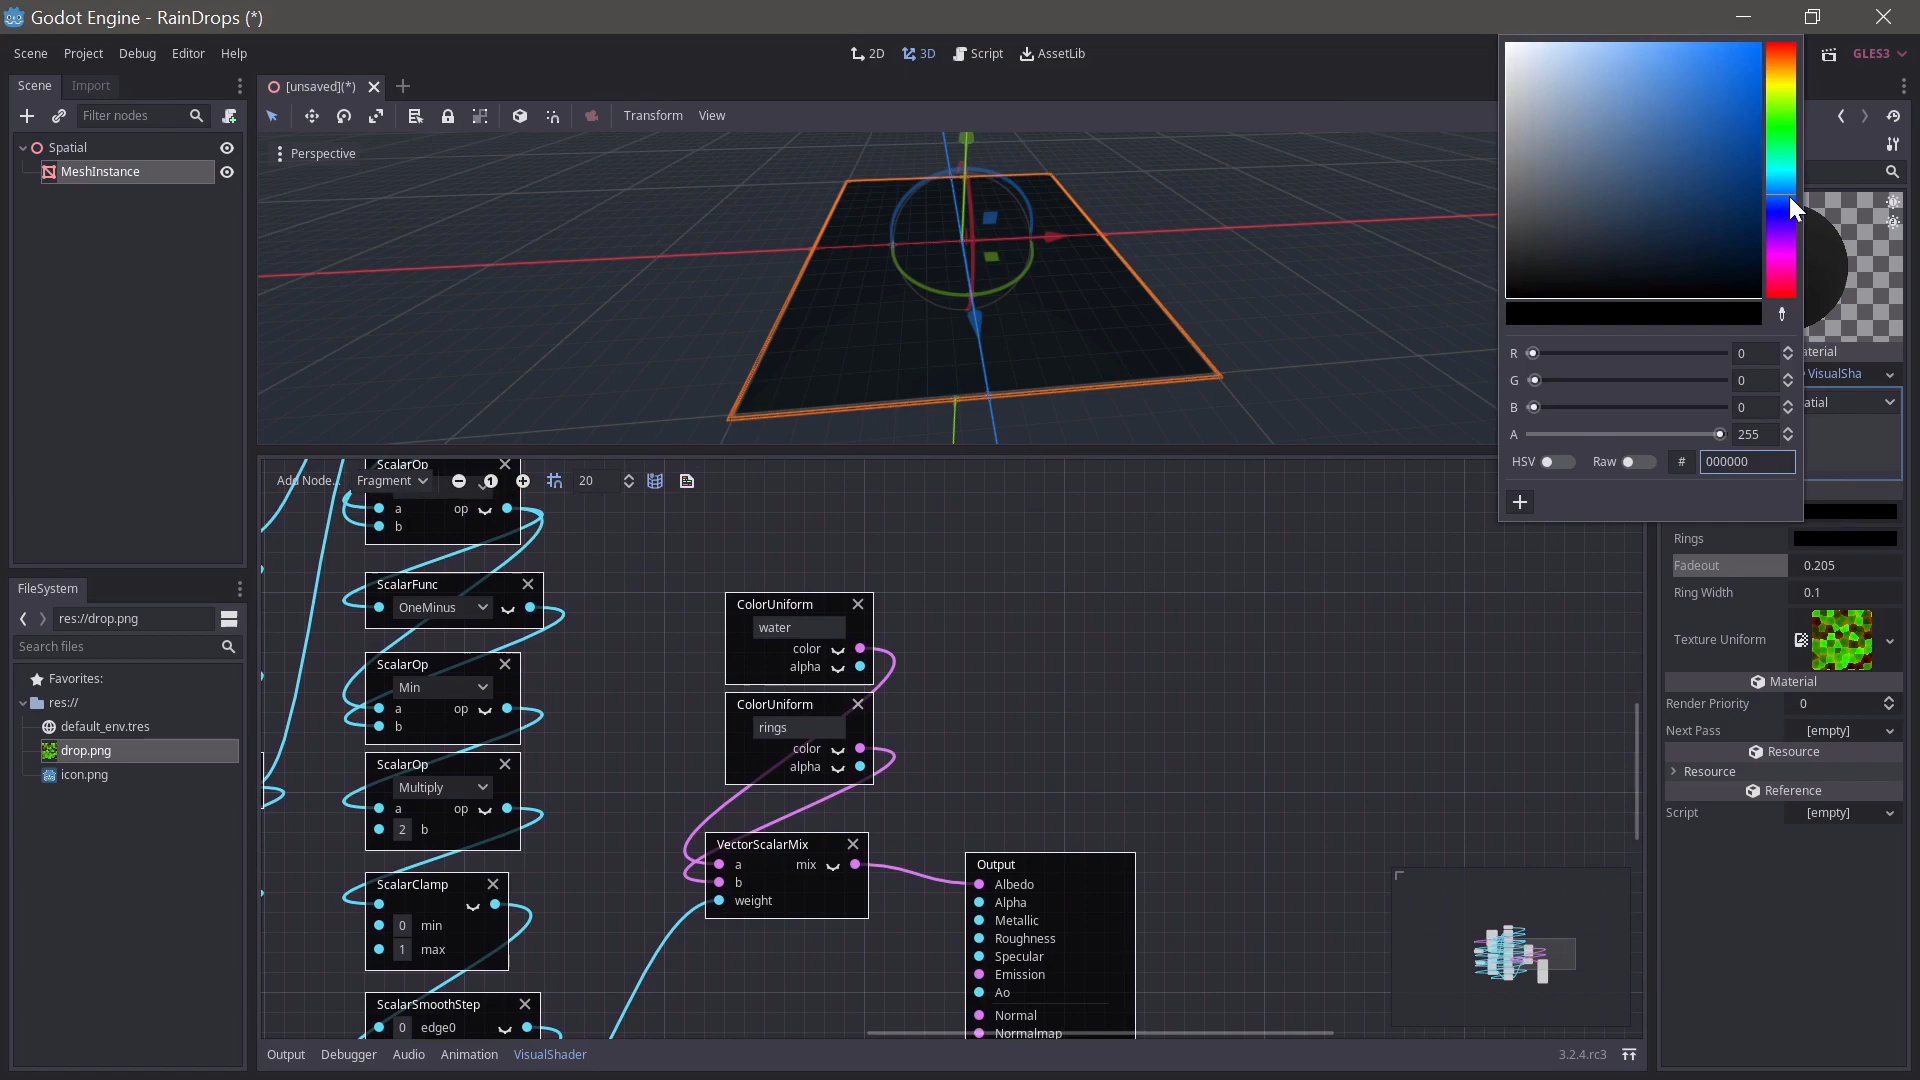 Godot Engine - RainDrops (*)
Scene Project Debug Editor Help
2D 3D Script AssetLib
GLES3
Scene Import
[unsaved](*)
Filter nodes
Transform View
Spatial
MeshInstance
Perspective
R 0
G 0
B 0
A 255
HSV Raw # 000000
aterial
VisualSha
atial
Rings
Fadeout 0.205
Ring Width 0.1
Texture Uniform
Material
Render Priority 0
Next Pass [empty]
Resource
Resource
Reference
Script [empty]
FileSystem
res://drop.png
Search files
Favorites:
res://
default_env.tres
drop.png
icon.png
Add Node.. Fragment 1 20
ScalarOp
a op
b
ScalarFunc
OneMinus
ScalarOp
Min
a op
b
ScalarOp
Multiply
a op
2 b
ScalarClamp
0 min
1 max
ScalarSmoothStep
0 edge0
ColorUniform
water
color
alpha
ColorUniform
rings
color
alpha
VectorScalarMix
a mix
b
weight
Output
Albedo
Alpha
Metallic
Roughness
Specular
Emission
Ao
Normal
Normalmap
Output Debugger Audio Animation VisualShader
3.2.4.rc3